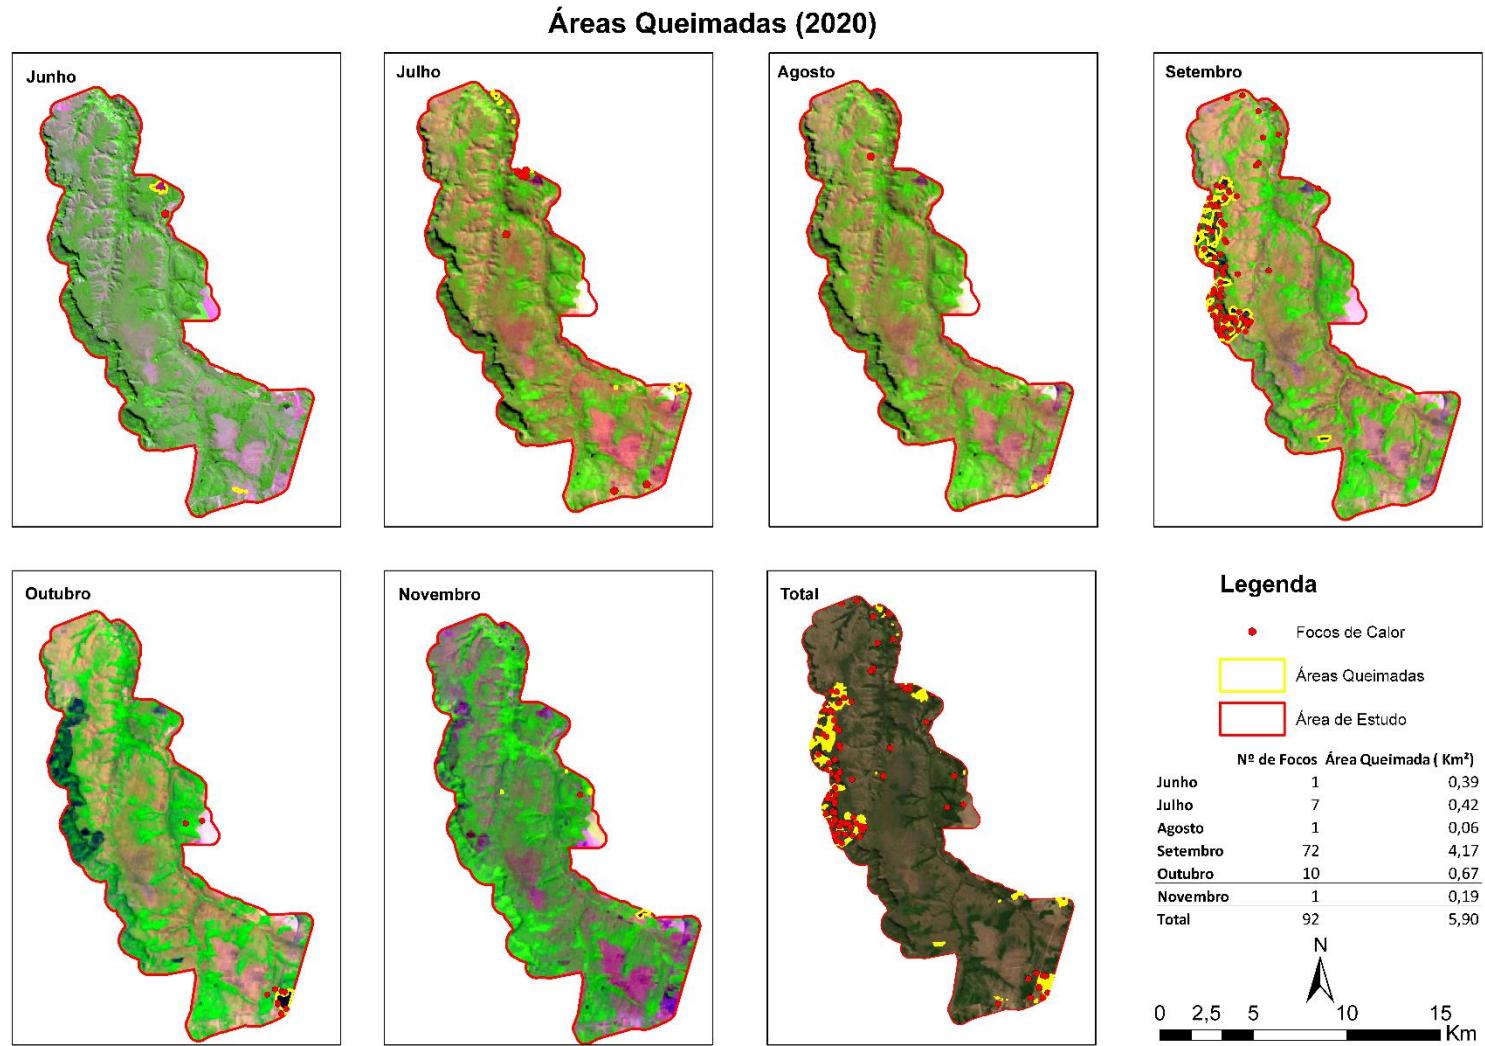 Áreas Queimadas (2020)
Junho
Julho
Agosto
Setembro
Outubro
Novembro
Total
Legenda
Focos de Calor
Áreas Queimadas
Área de Estudo
Nº de Focos Área Queimada ( Km²)
Junho 1 0,39
Julho 7 0,42
Agosto 1 0,06
Setembro 72 4,17
Outubro 10 0,67
Novembro 1 0,19
Total 92 5,90
N
0 2,5 5 10 15
Km